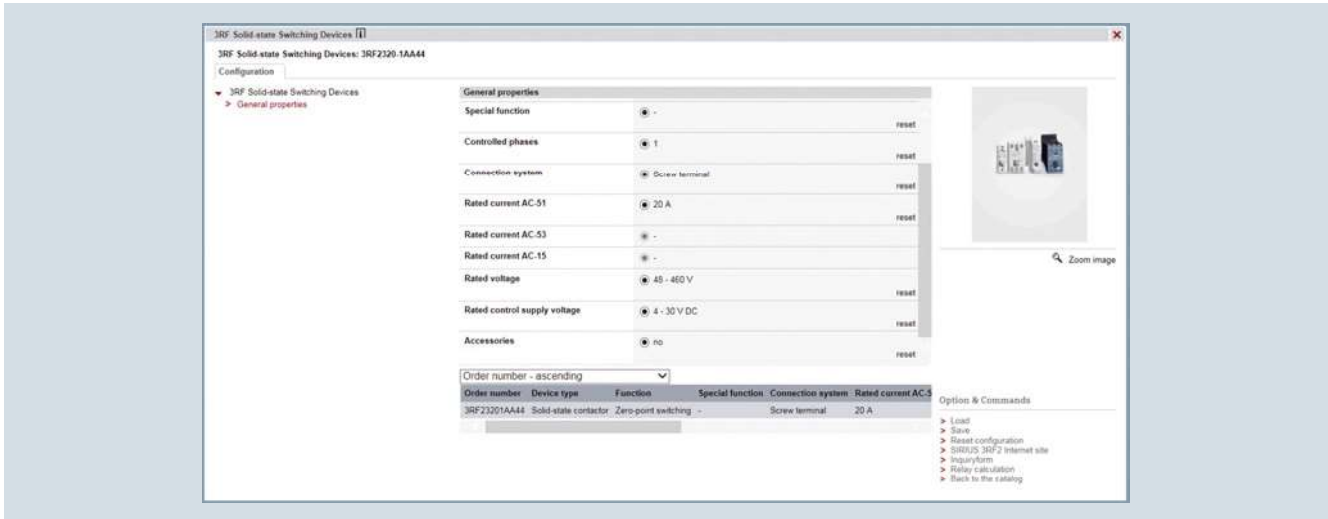 3RF Solid-state Switching Devices
3RF Solid-state Switching Devices: 3RF2320-1AA44
Configuration
3RF Solid-state Switching Devices
> General properties
General properties
Special function -
reset
Controlled phases 1
reset
Connection system Screw terminal
reset
Rated current AC-51 20 A
reset
Rated current AC-53 -
Rated current AC-15 -
Rated voltage 48 - 460 V
reset
Rated control supply voltage 4 - 30 V DC
reset
Accessories no
reset
Zoom image
Order number - ascending
Order number Device type Function Special function Connection system Rated current AC-5
3RF23201AA44 Solid-state contactor Zero-point switching - Screw terminal 20 A
Option & Commands
> Load
> Save
> Reset configuration
> SIRIUS 3RF2 Internet site
> Inquiryform
> Relay calculation
> Back to the catalog